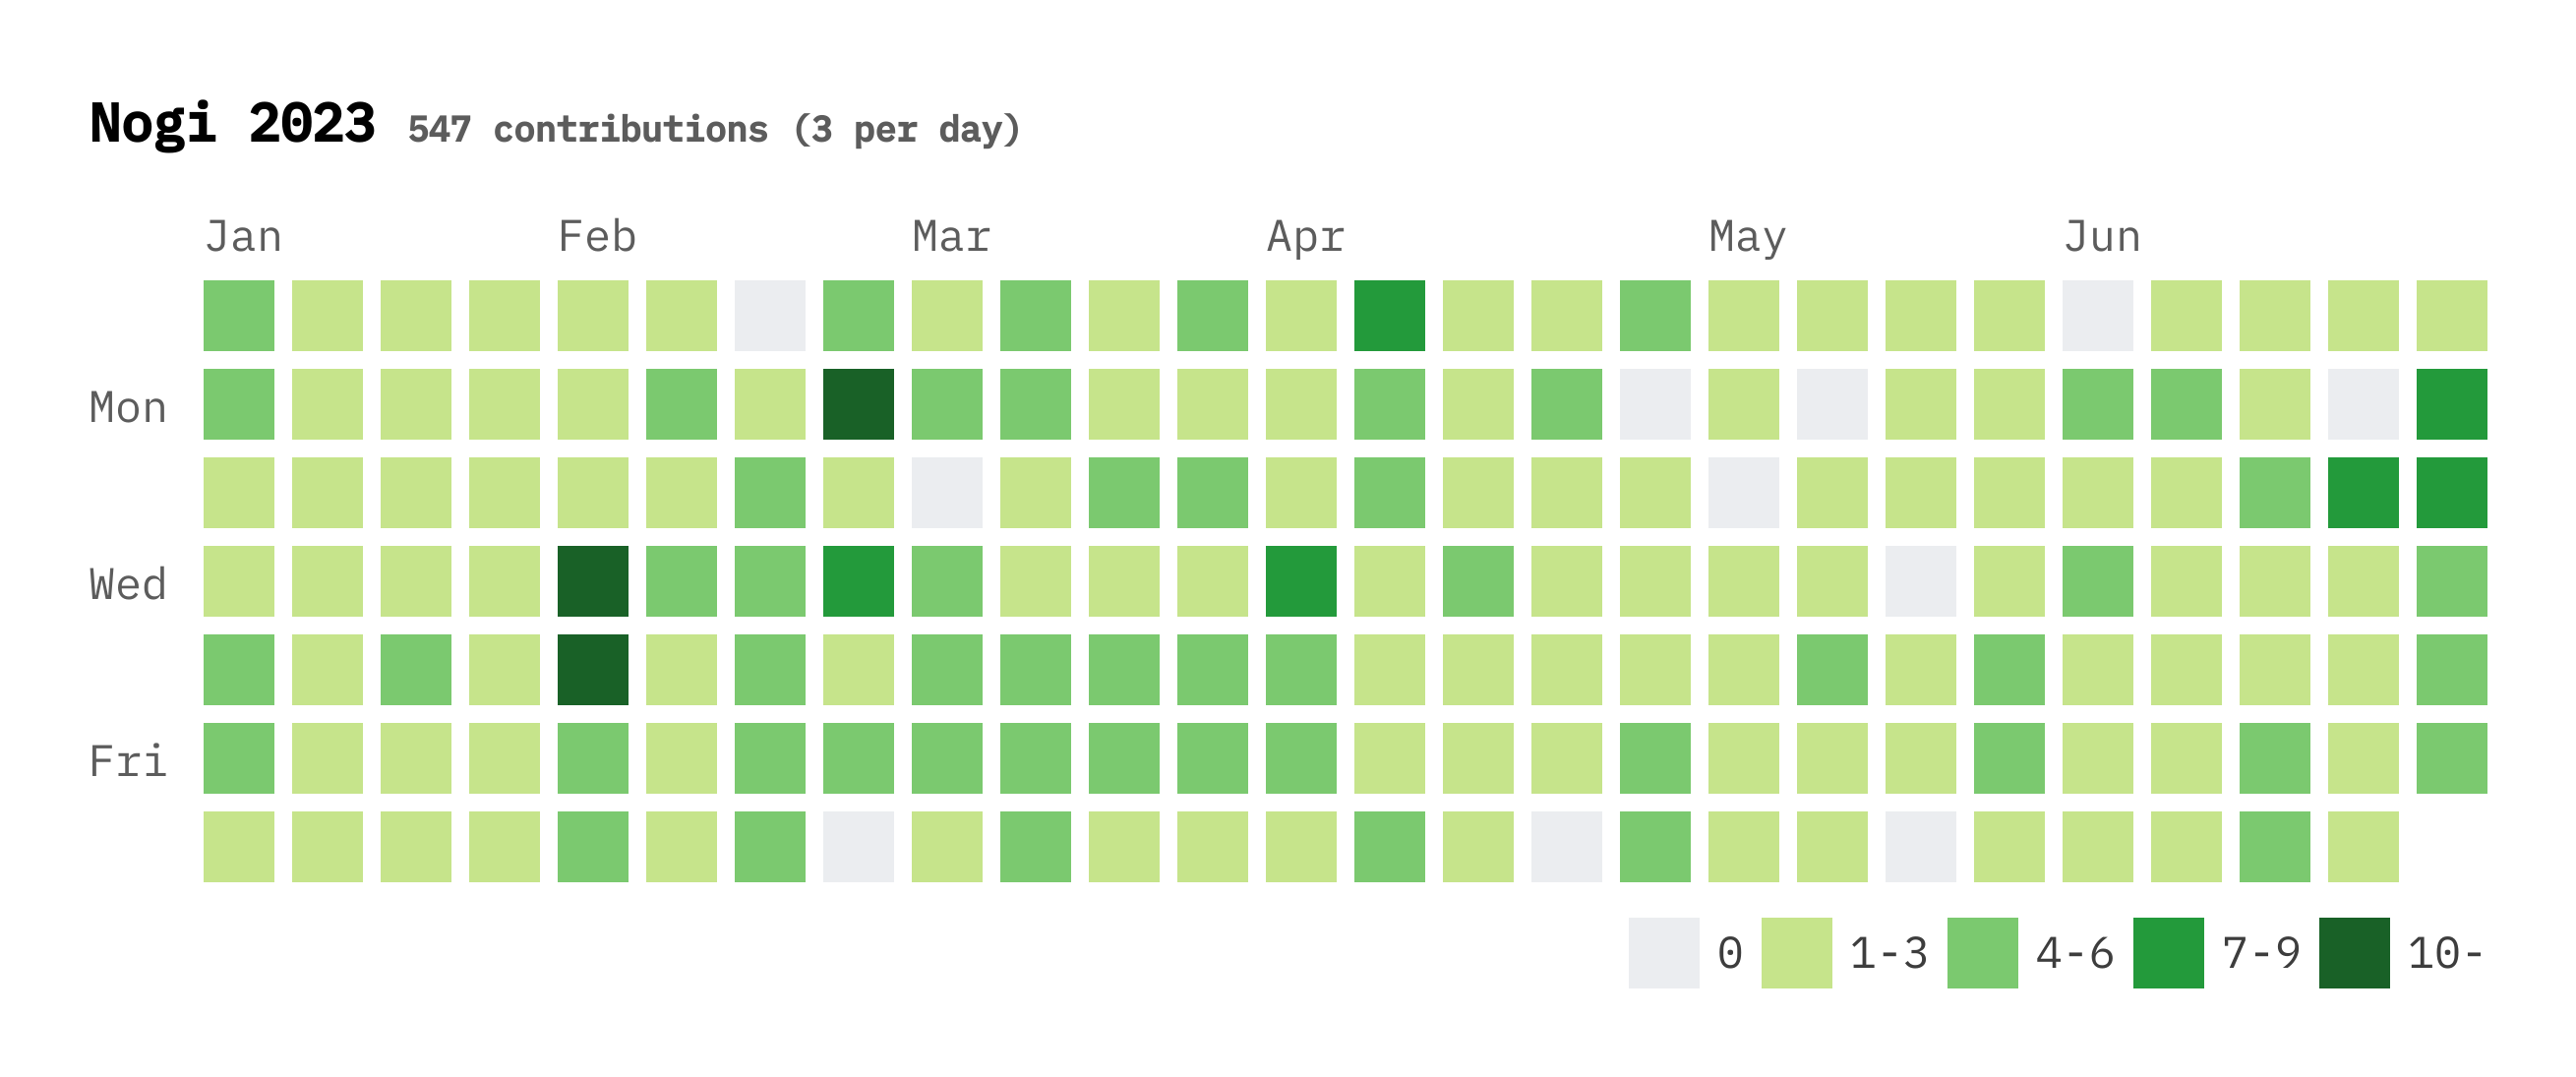 Nogi 2023 547 contributions (3 per day)
Jan Feb Mar Apr May Jun
Mon
Wed
Fri
0 1-3 4-6 7-9 10-